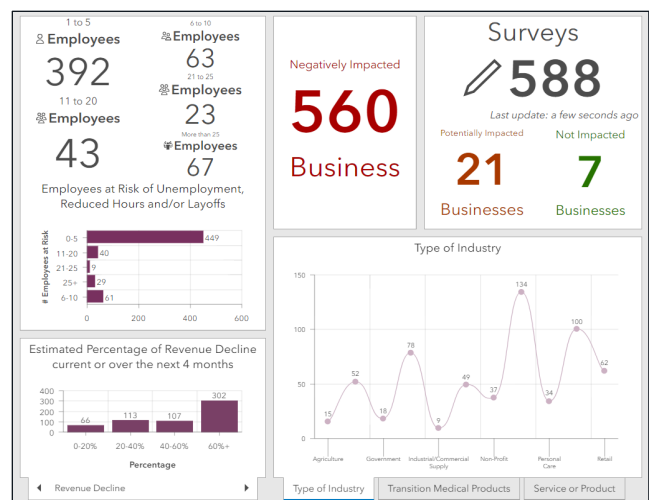 1 to 5
Employees
392
6 to 10
Employees
63
11 to 20
Employees
43
21 to 25
Employees
23
More than 25
Employees
67
Employees at Risk of Unemployment,
Reduced Hours and/or Layoffs
# Employees at Risk
0-5
449
11-20
40
21-25
9
25+
29
6-10
61
0
200
400
600
Estimated Percentage of Revenue Decline
current or over the next 4 months
400
300
200
100
0
66
113
107
302
0-20%
20-40%
40-60%
60%+
Percentage
Revenue Decline
Negatively Impacted
560
Business
Surveys
588
Last update: a few seconds ago
Potentially Impacted
21
Businesses
Not Impacted
7
Businesses
Type of Industry
150
100
50
0
15
52
18
78
9
49
37
134
34
100
62
Agriculture
Government
Industrial/Commercial
Supply
Non-Profit
Personal
Care
Retail
Type of Industry
Transition Medical Products
Service or Product